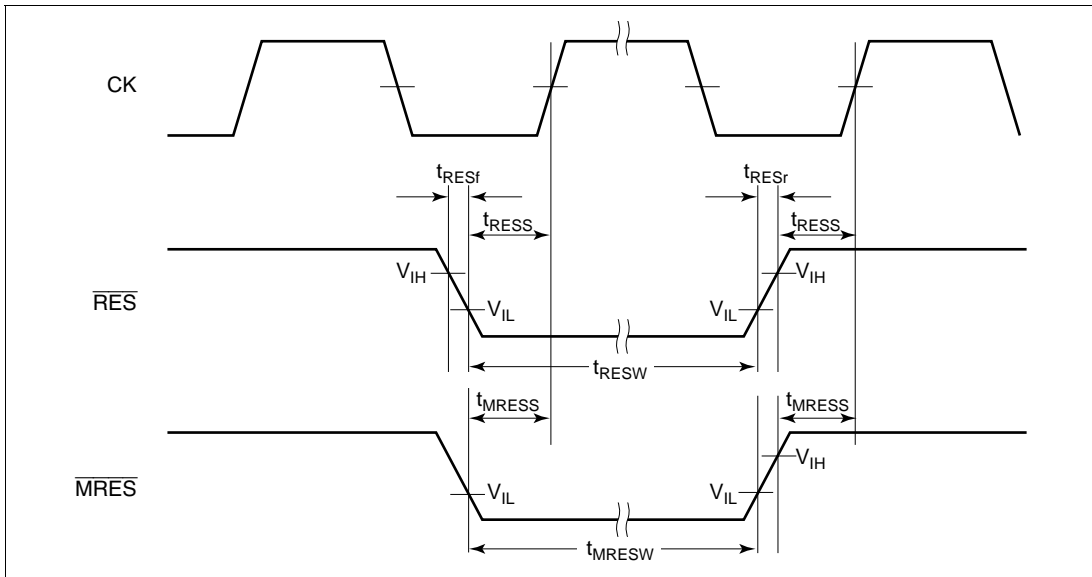 CK
tRESf
tRESr
tRESS
tRESS
VIH
VIH
RES
VIL
VIL
tRESW
tMRESS
tMRESS
VIH
MRES
VIL
VIL
tMRESW